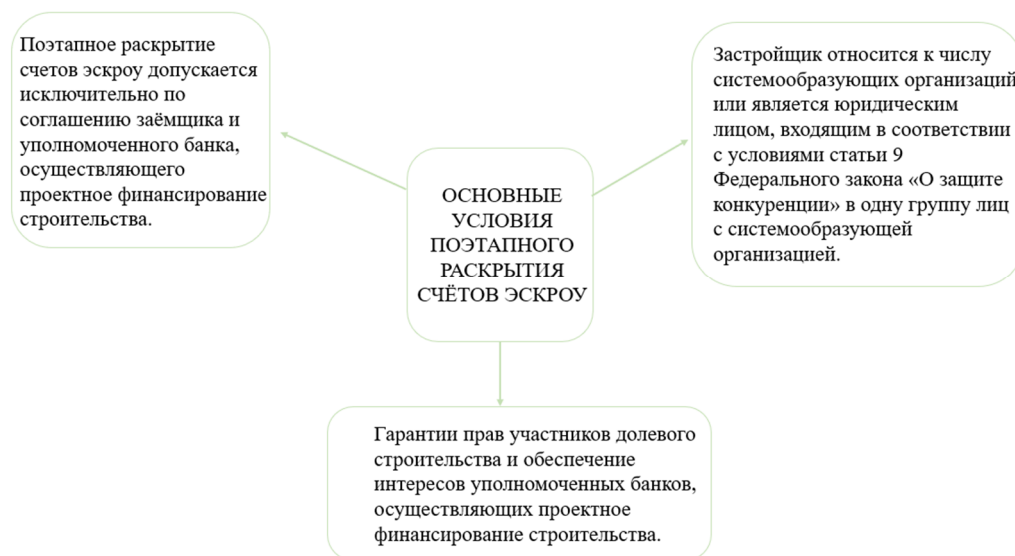 Поэтапное раскрытие
счетов эскроу допускается
исключительно по
соглашению заёмщика и
уполномоченного банка,
осуществляющего
проектное финансирование
строительства.
Застройщик относится к числу
системообразующих организаций
или является юридическим
лицом, входящим в соответствии
с условиями статьи 9
Федерального закона «О защите
конкуренции» в одну группу лиц
с системообразующей
организацией.
ОСНОВНЫЕ
УСЛОВИЯ
ПОЭТАПНОГО
РАСКРЫТИЯ
СЧЁТОВ ЭСКРОУ
Гарантии прав участников долевого
строительства и обеспечение
интересов уполномоченных банков,
осуществляющих проектное
финансирование строительства.